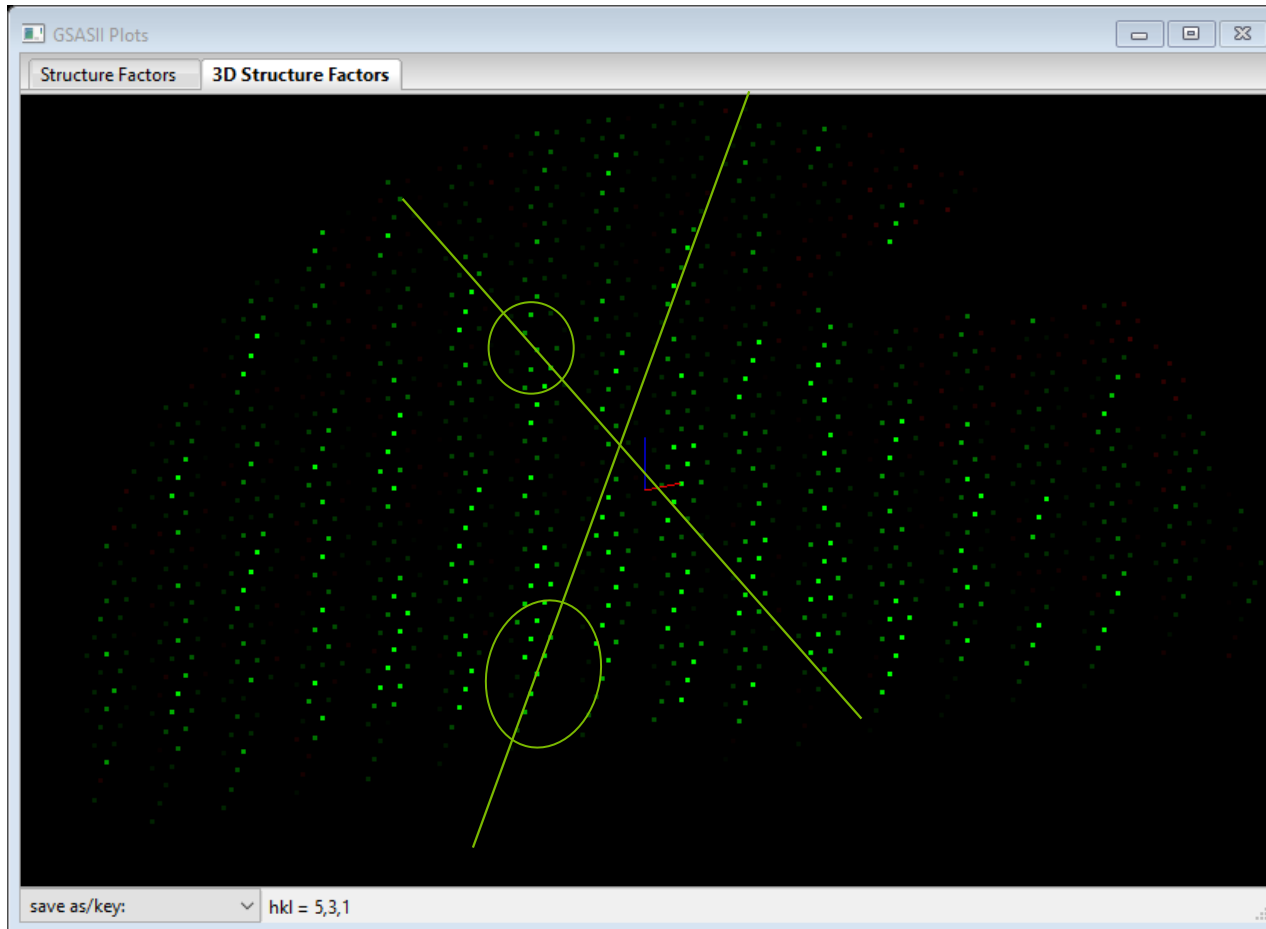 GSASII Plots
Structure Factors 3D Structure Factors
save as/key: hkl = 5,3,1